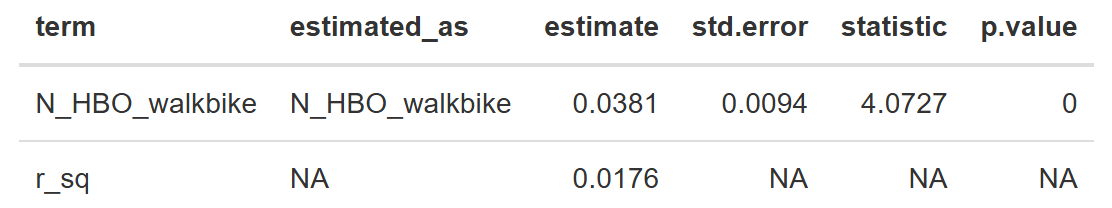 term estimated_as estimate std.error statistic p.value
N_HBO_walkbike N_HBO_walkbike 0.0381 0.0094 4.0727 0
r_sq NA 0.0176 NA NA NA